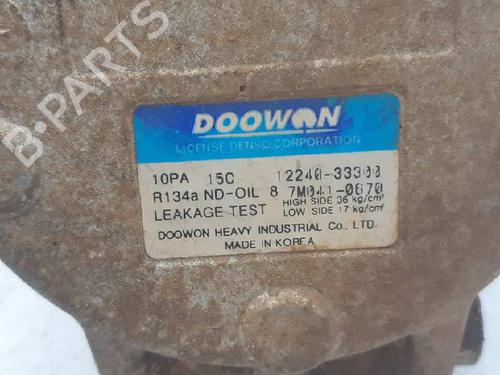 B-PARTS
DOOWON
LICENSE DENSO CORPORATION
10PA 15C 12240-33300
R134a ND-OIL 8 7M041-0670
LEAKAGE TEST HIGH SIDE 36 kg/cm²
LOW SIDE 17 kg/cm²
DOOWON HEAVY INDUSTRIAL Co., LTD.
MADE IN KOREA